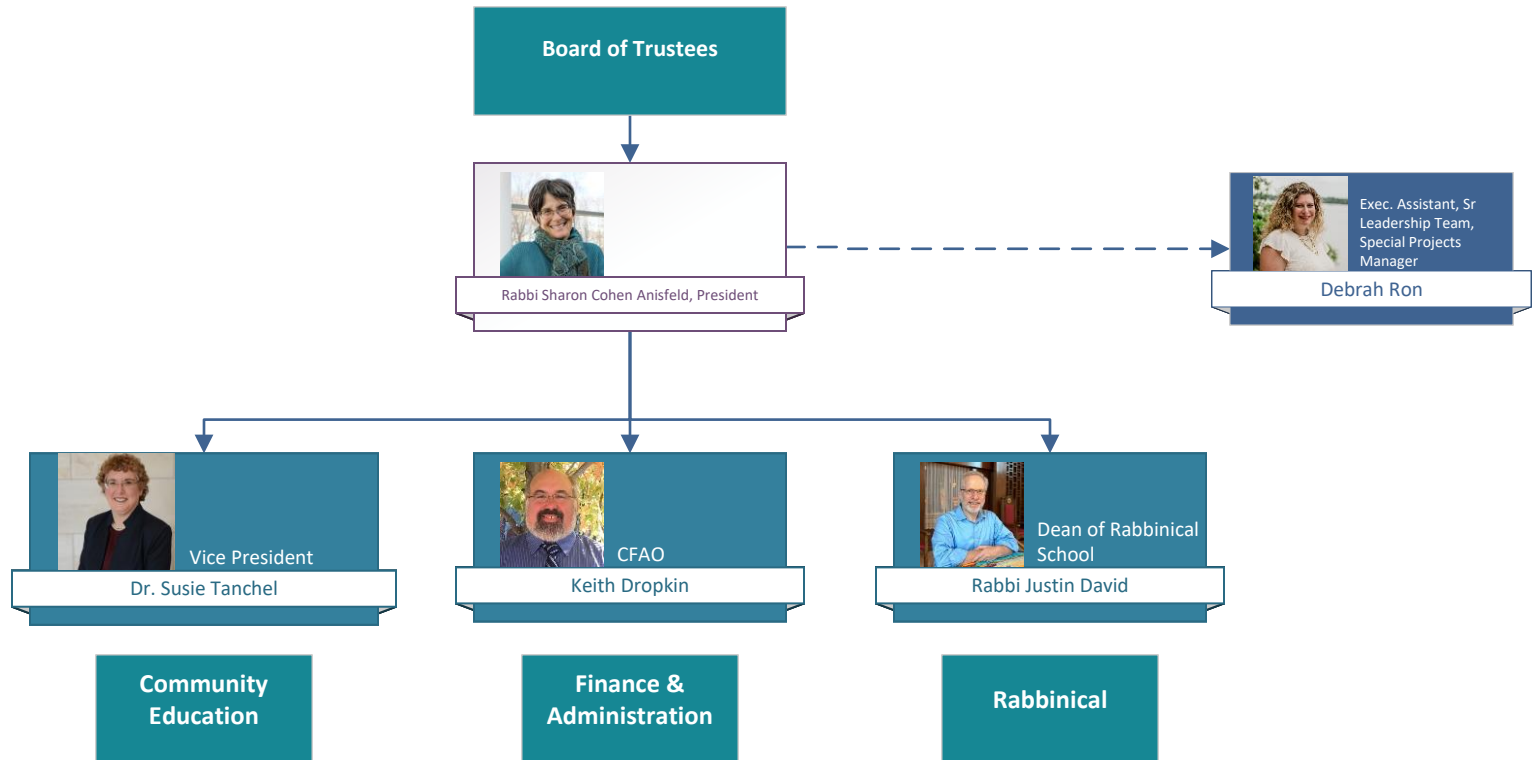 Board of Trustees
Rabbi Sharon Cohen Anisfeld, President
Exec. Assistant, Sr
Leadership Team,
Special Projects
Manager
Debrah Ron
Vice President
Dr. Susie Tanchel
CFAO
Keith Dropkin
Dean of Rabbinical
School
Rabbi Justin David
Community
Education
Finance &
Administration
Rabbinical